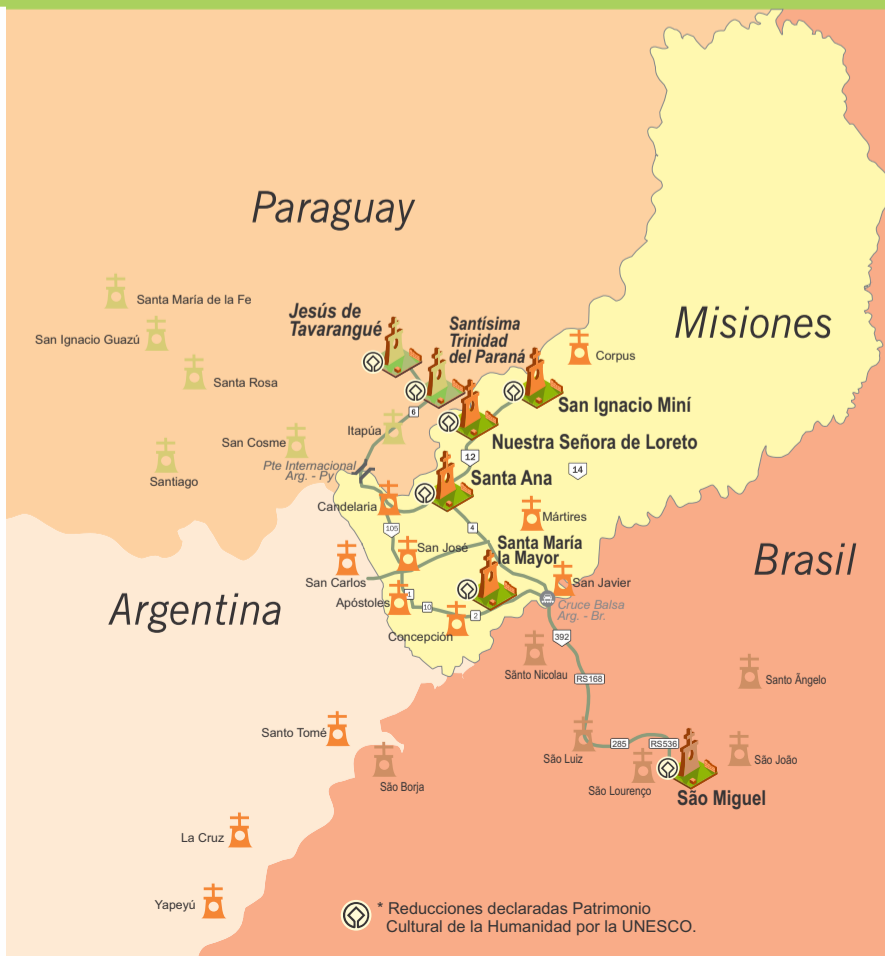 Paraguay
Misiones
Santa María de la Fe
San Ignacio Guazú
Santa Rosa
Santiago
San Cosme
Itapúa
Jesús de
Tavarangué
Santísima
Trinidad
del Paraná
Corpus
San Ignacio Miní
Nuestra Señora de Loreto
6
12
14
Pte Internacional
Arg. - Py
Santa Ana
Candelaria
Mártires
105
4
San José
Santa María
la Mayor
San Carlos
San Javier
Apóstoles
1
10
2
Concepción
Cruce Balsa
Arg. - Br.
Brasil
Argentina
392
Sãnto Nicolau
RS168
Santo Ângelo
Santo Tomé
São Borja
São Luiz
285
RS536
São João
São Lourenço
São Miguel
La Cruz
Yapeyú
* Reducciones declaradas Patrimonio
Cultural de la Humanidad por la UNESCO.